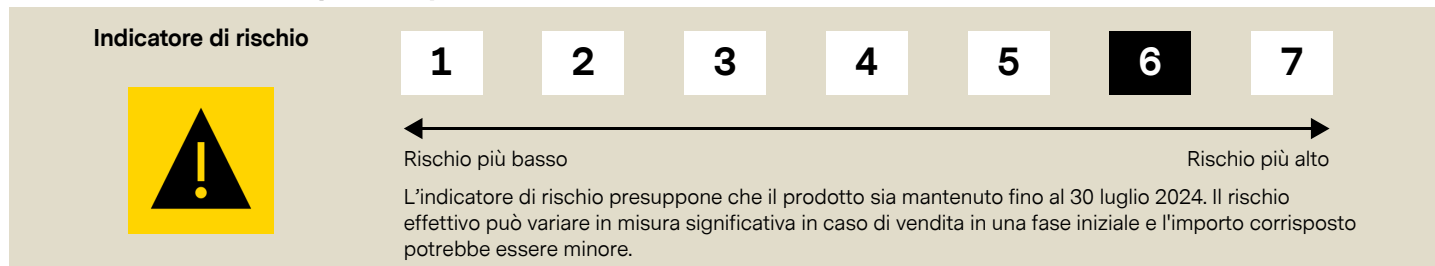 Indicatore di rischio
1 2 3 4 5 6 7
Rischio più basso Rischio più alto
L'indicatore di rischio presuppone che il prodotto sia mantenuto fino al 30 luglio 2024. Il rischio
effettivo può variare in misura significativa in caso di vendita in una fase iniziale e l'importo corrisposto
potrebbe essere minore.